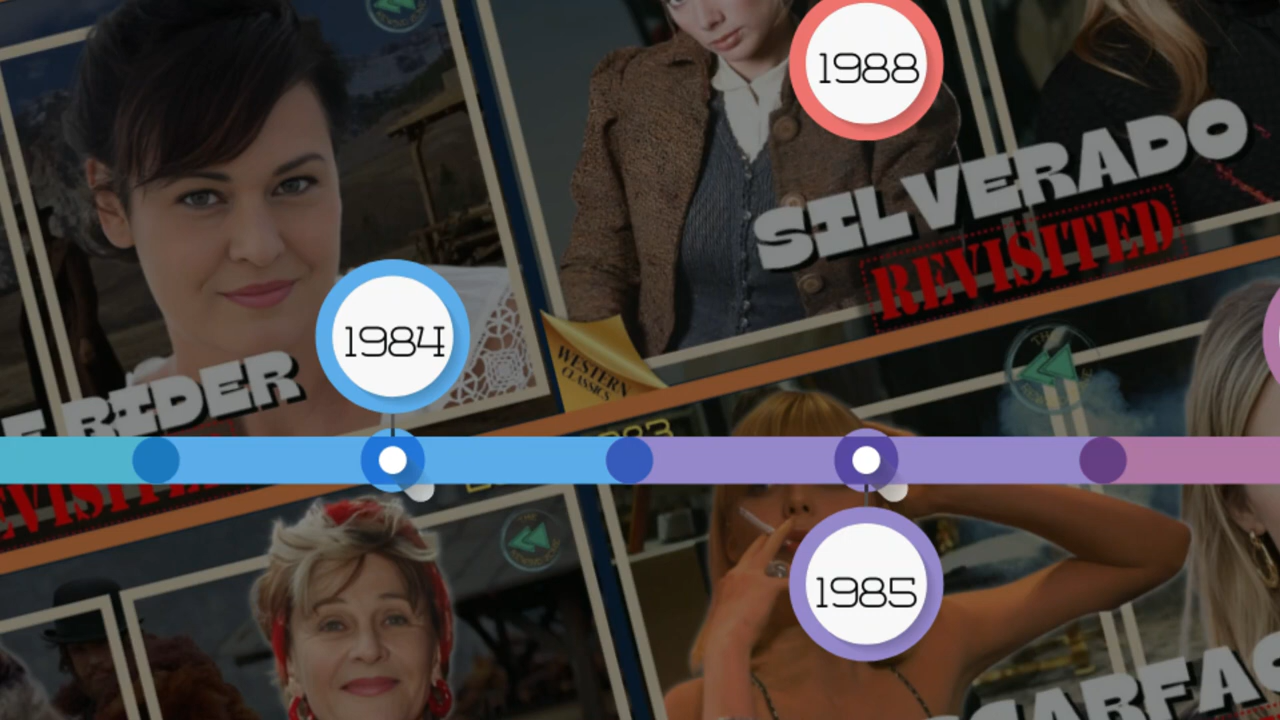 1988
SILVERADO
REVISITED
1984
WESTERN
CLASSICS
RIDER
1985